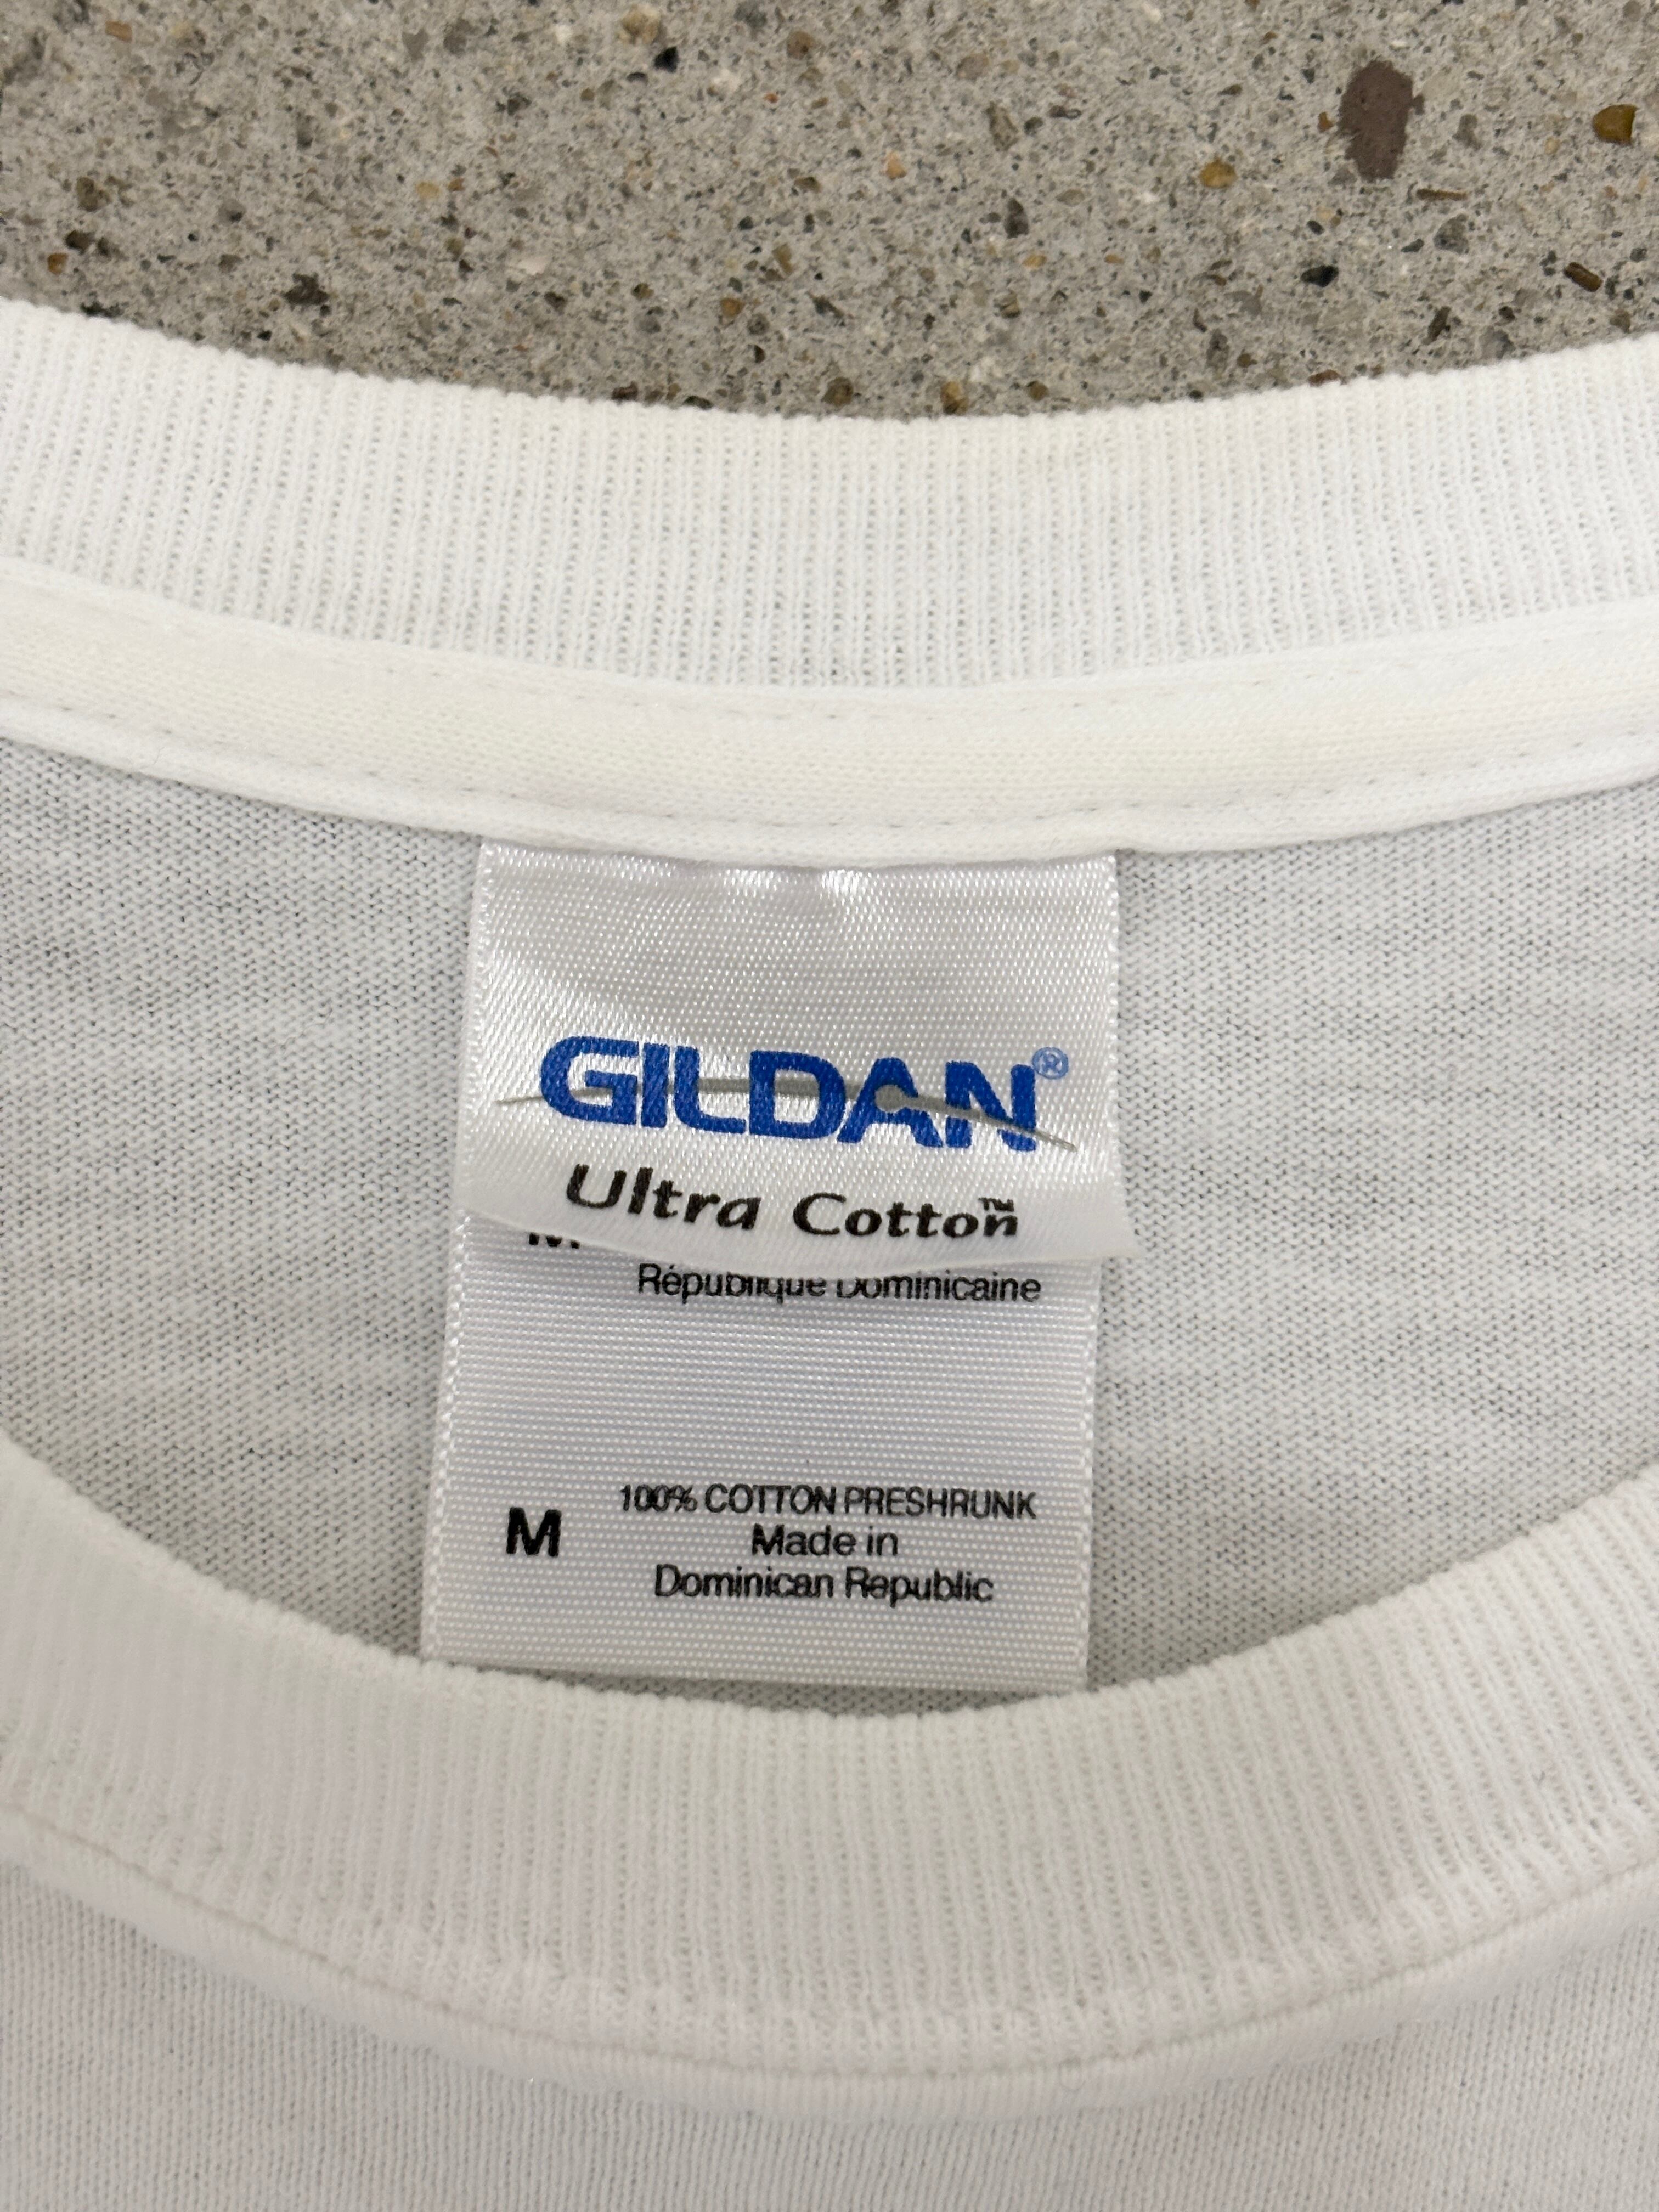 GILDAN®
Ultra Cotton™
M
République Dominicaine
100% COTTON PRESHRUNK
M
Made in
Dominican Republic